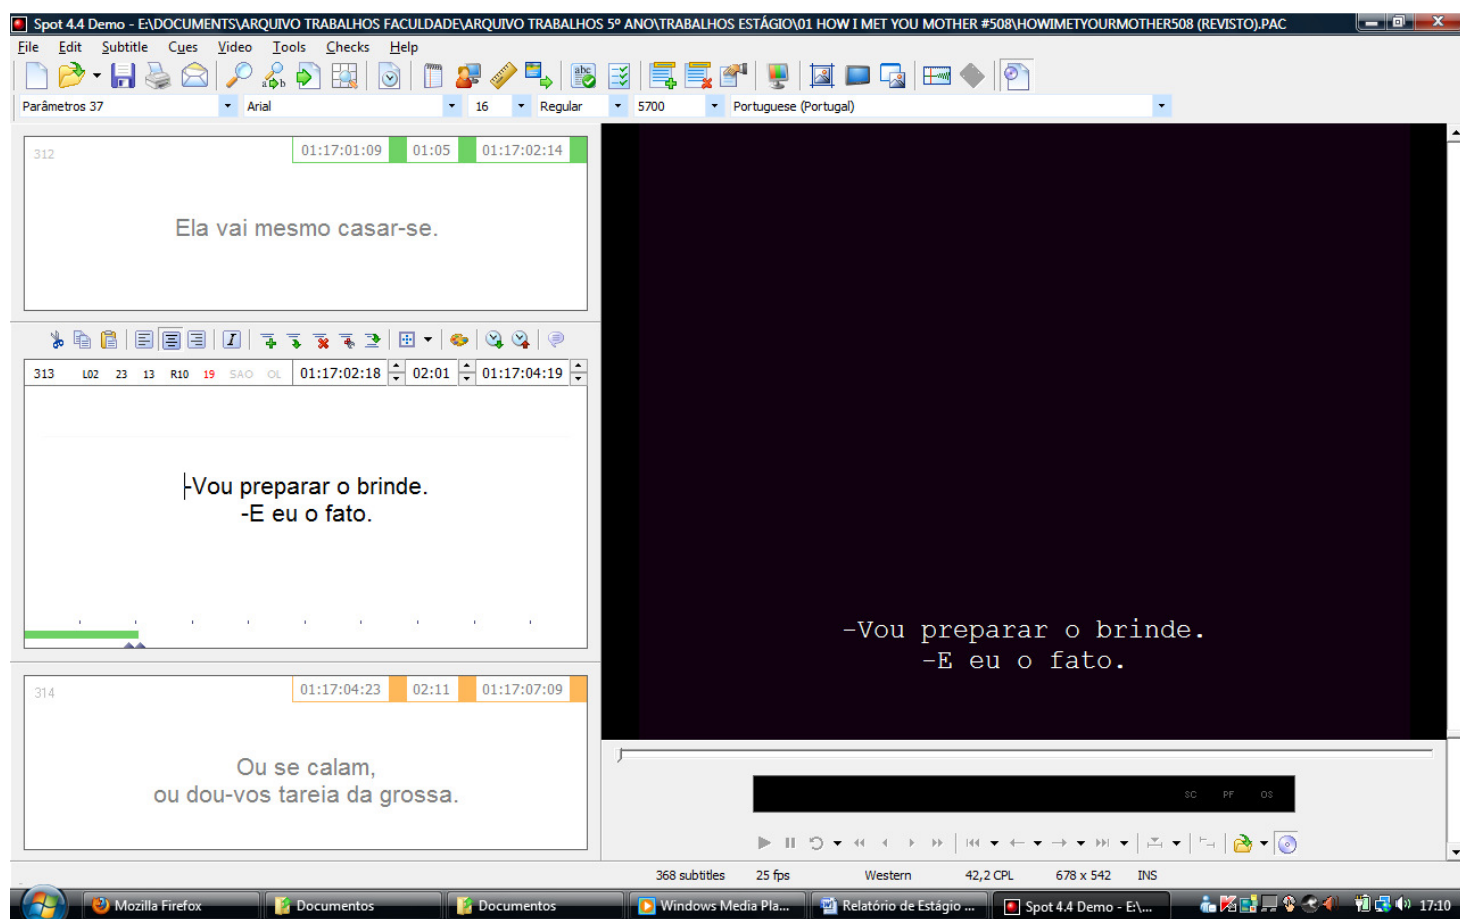 Spot 4.4 Demo - E:\DOCUMENTS\ARQUIVO TRABALHOS FACULDADE\ARQUIVO TRABALHOS 5º ANO\TRABALHOS ESTÁGIO\01 HOW I MET YOU MOTHER #508\HOWIMETYOURMOTHER508 (REVISTO).PAC
File Edit Subtitle Cues Video Tools Checks Help
Parâmetros 37 Arial 16 Regular 5700 Portuguese (Portugal)
312 01:17:01:09 01:05 01:17:02:14
Ela vai mesmo casar-se.
313 L02 23 13 R10 19 SAO OL 01:17:02:18 02:01 01:17:04:19
-Vou preparar o brinde.
-E eu o fato.
-Vou preparar o brinde.
-E eu o fato.
314 01:17:04:23 02:11 01:17:07:09
Ou se calam,
ou dou-vos tareia da grossa.
SC PF OS
368 subtitles 25 fps Western 42,2 CPL 678 x 542 INS
Mozilla Firefox Documentos Documentos Windows Media Pla... Relatório de Estágio ... Spot 4.4 Demo - E:\... 17:10